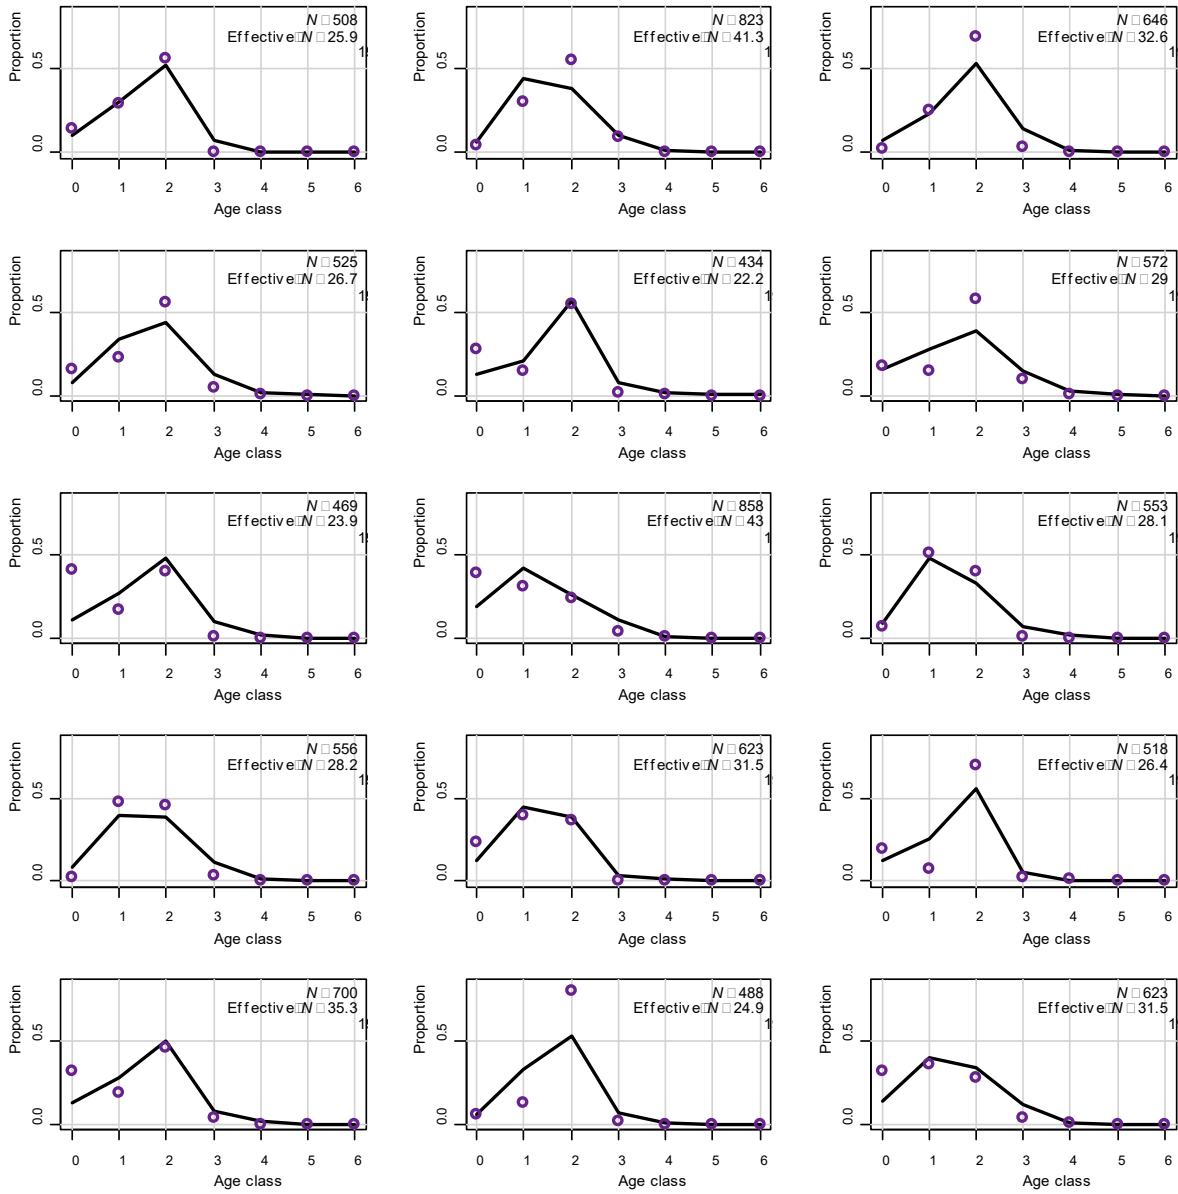 N□508
Effective□N□25.9
Proportion
0.5
0.0
0 1 2 3 4 5 6
Age class
N□823
Effective□N□41.3
1
Proportion
0.5
0.0
0 1 2 3 4 5 6
Age class
N□646
Effective□N□32.6
Proportion
0.5
0.0
0 1 2 3 4 5 6
Age class
N□525
Effective□N□26.7
Proportion
0.5
0.0
0 1 2 3 4 5 6
Age class
N□434
Effective□N□22.2
Proportion
0.5
0.0
0 1 2 3 4 5 6
Age class
N□572
Effective□N□29
Proportion
0.5
0.0
0 1 2 3 4 5 6
Age class
N□469
Effective□N□23.9
Proportion
0.5
0.0
0 1 2 3 4 5 6
Age class
N□858
Effective□N□43
1
Proportion
0.5
0.0
0 1 2 3 4 5 6
Age class
N□553
Effective□N□28.1
Proportion
0.5
0.0
0 1 2 3 4 5 6
Age class
N□556
Effective□N□28.2
Proportion
0.5
0.0
0 1 2 3 4 5 6
Age class
N□623
Effective□N□31.5
1
Proportion
0.5
0.0
0 1 2 3 4 5 6
Age class
N□518
Effective□N□26.4
Proportion
0.5
0.0
0 1 2 3 4 5 6
Age class
N□700
Effective□N□35.3
Proportion
0.5
0.0
0 1 2 3 4 5 6
Age class
N□488
Effective□N□24.9
Proportion
0.5
0.0
0 1 2 3 4 5 6
Age class
N□623
Effective□N□31.5
Proportion
0.5
0.0
0 1 2 3 4 5 6
Age class